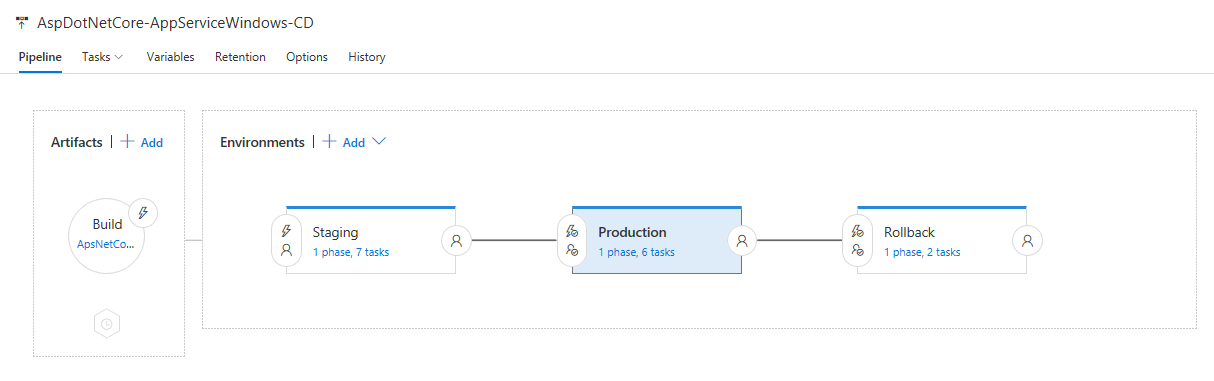 AspDotNetCore-AppServiceWindows-CD
Pipeline Tasks Variables Retention Options History
Artifacts | + Add
Environments | + Add
Build
ApsNetCo...
Staging
1 phase, 7 tasks
Production
1 phase, 6 tasks
Rollback
1 phase, 2 tasks